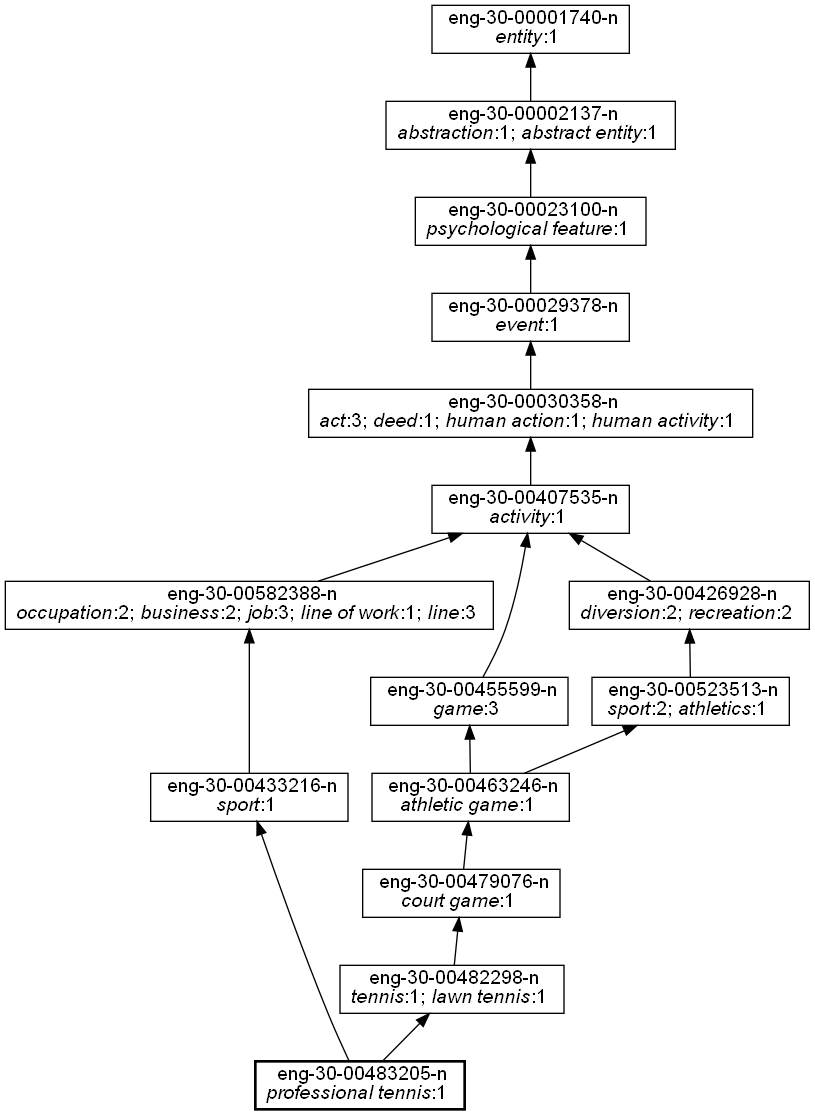 eng-30-00001740-n
entity:1
eng-30-00002137-n
abstraction:1; abstract entity:1
eng-30-00023100-n
psychological feature:1
eng-30-00029378-n
event:1
eng-30-00030358-n
act:3; deed:1; human action:1; human activity:1
eng-30-00407535-n
activity:1
eng-30-00582388-n
occupation:2; business:2; job:3; line of work:1; line:3
eng-30-00426928-n
diversion:2; recreation:2
eng-30-00455599-n
game:3
eng-30-00523513-n
sport:2; athletics:1
eng-30-00433216-n
sport:1
eng-30-00463246-n
athletic game:1
eng-30-00479076-n
court game:1
eng-30-00482298-n
tennis:1; lawn tennis:1
eng-30-00483205-n
professional tennis:1